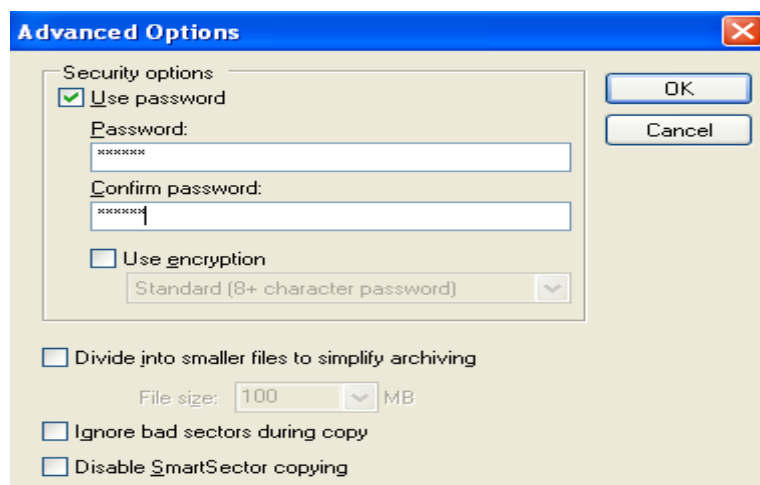 Advanced Options
Security options
Use password
OK
Password:
Cancel
******
Confirm password:
******
Use encryption
Standard (8+ character password)
Divide into smaller files to simplify archiving
File size: 100 MB
Ignore bad sectors during copy
Disable SmartSector copying